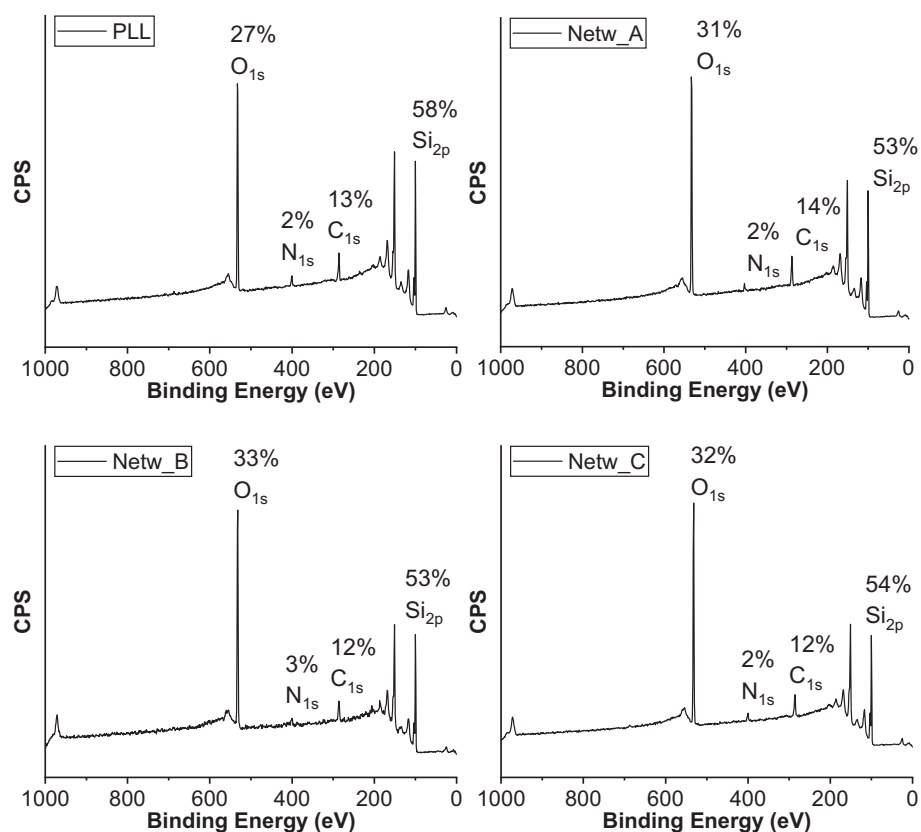 PLL
27%
O1s
58%
Si2p
13%
C1s
2%
N1s
CPS
1000 800 600 400 200 0
Binding Energy (eV)
Netw_A
31%
O1s
53%
Si2p
14%
C1s
2%
N1s
CPS
1000 800 600 400 200 0
Binding Energy (eV)
Netw_B
33%
O1s
53%
Si2p
12%
C1s
3%
N1s
CPS
1000 800 600 400 200 0
Binding Energy (eV)
Netw_C
32%
O1s
54%
Si2p
12%
C1s
2%
N1s
CPS
1000 800 600 400 200 0
Binding Energy (eV)